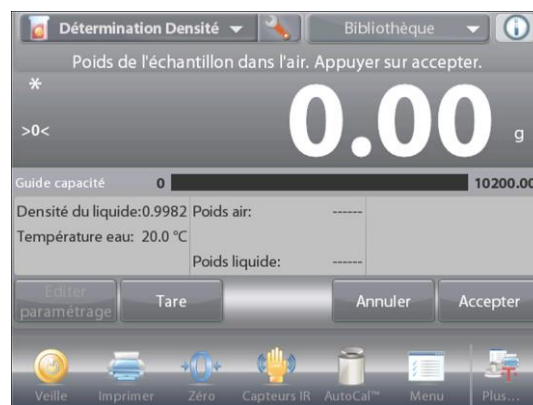 Détermination Densité Bibliothèque
Poids de l'échantillon dans l'air. Appuyer sur accepter.
*
>0<
0.00 g
Guide capacité 0 10200.00
Densité du liquide:0.9982 Poids air: ------
Température eau: 20.0 °C
Poids liquide: ------
Editer paramétrage Tare Annuler Accepter
Veille Imprimer Zéro Capteurs IR AutoCal™ Menu Plus...